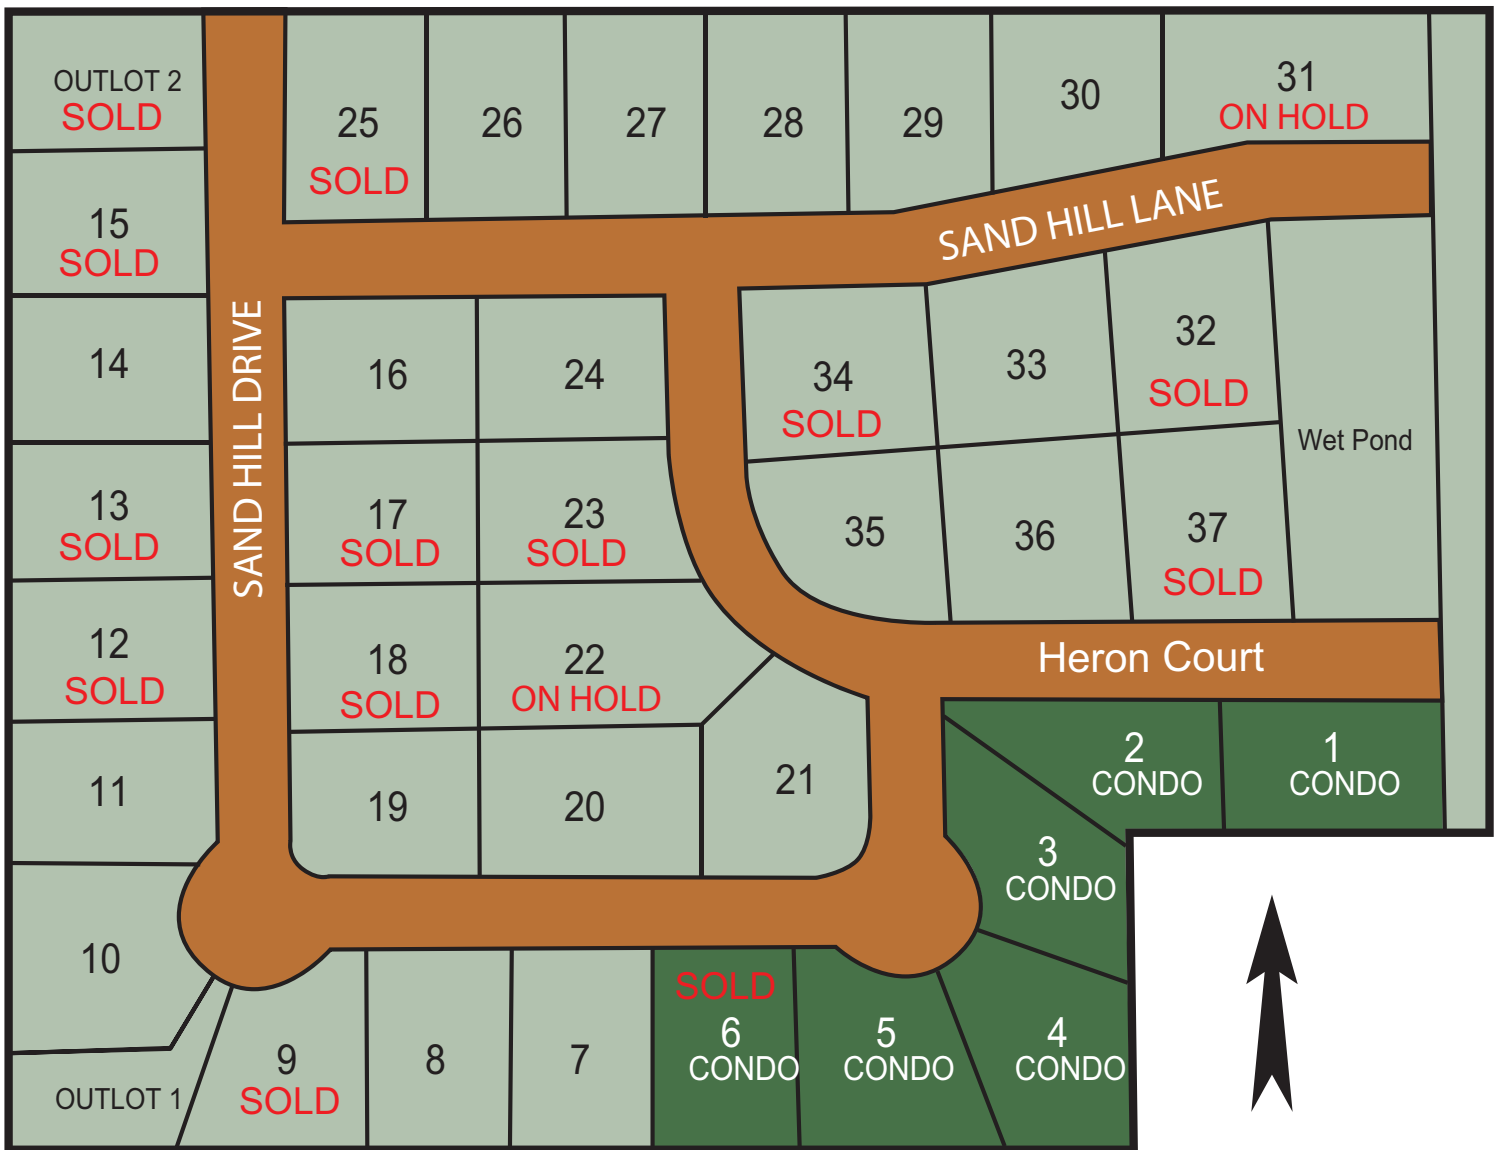 OUTLOT 2
SOLD
25
SOLD
26
27
28
29
30
31
ON HOLD
15
SOLD
SAND HILL LANE
14
SAND HILL DRIVE
16
24
34
SOLD
33
32
SOLD
Wet Pond
13
SOLD
17
SOLD
23
SOLD
35
36
37
SOLD
12
SOLD
18
SOLD
22
ON HOLD
Heron Court
11
19
20
21
2
CONDO
1
CONDO
3
CONDO
10
OUTLOT 1
9
SOLD
8
7
SOLD
6
CONDO
5
CONDO
4
CONDO